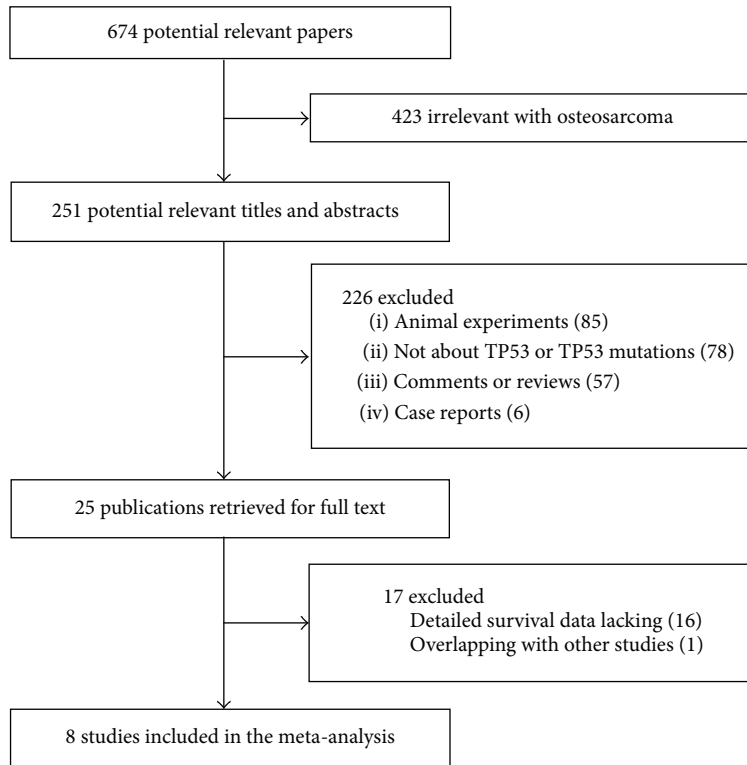 674 potential relevant papers
423 irrelevant with osteosarcoma
251 potential relevant titles and abstracts
226 excluded
(i) Animal experiments (85)
(ii) Not about TP53 or TP53 mutations (78)
(iii) Comments or reviews (57)
(iv) Case reports (6)
25 publications retrieved for full text
17 excluded
Detailed survival data lacking (16)
Overlapping with other studies (1)
8 studies included in the meta-analysis